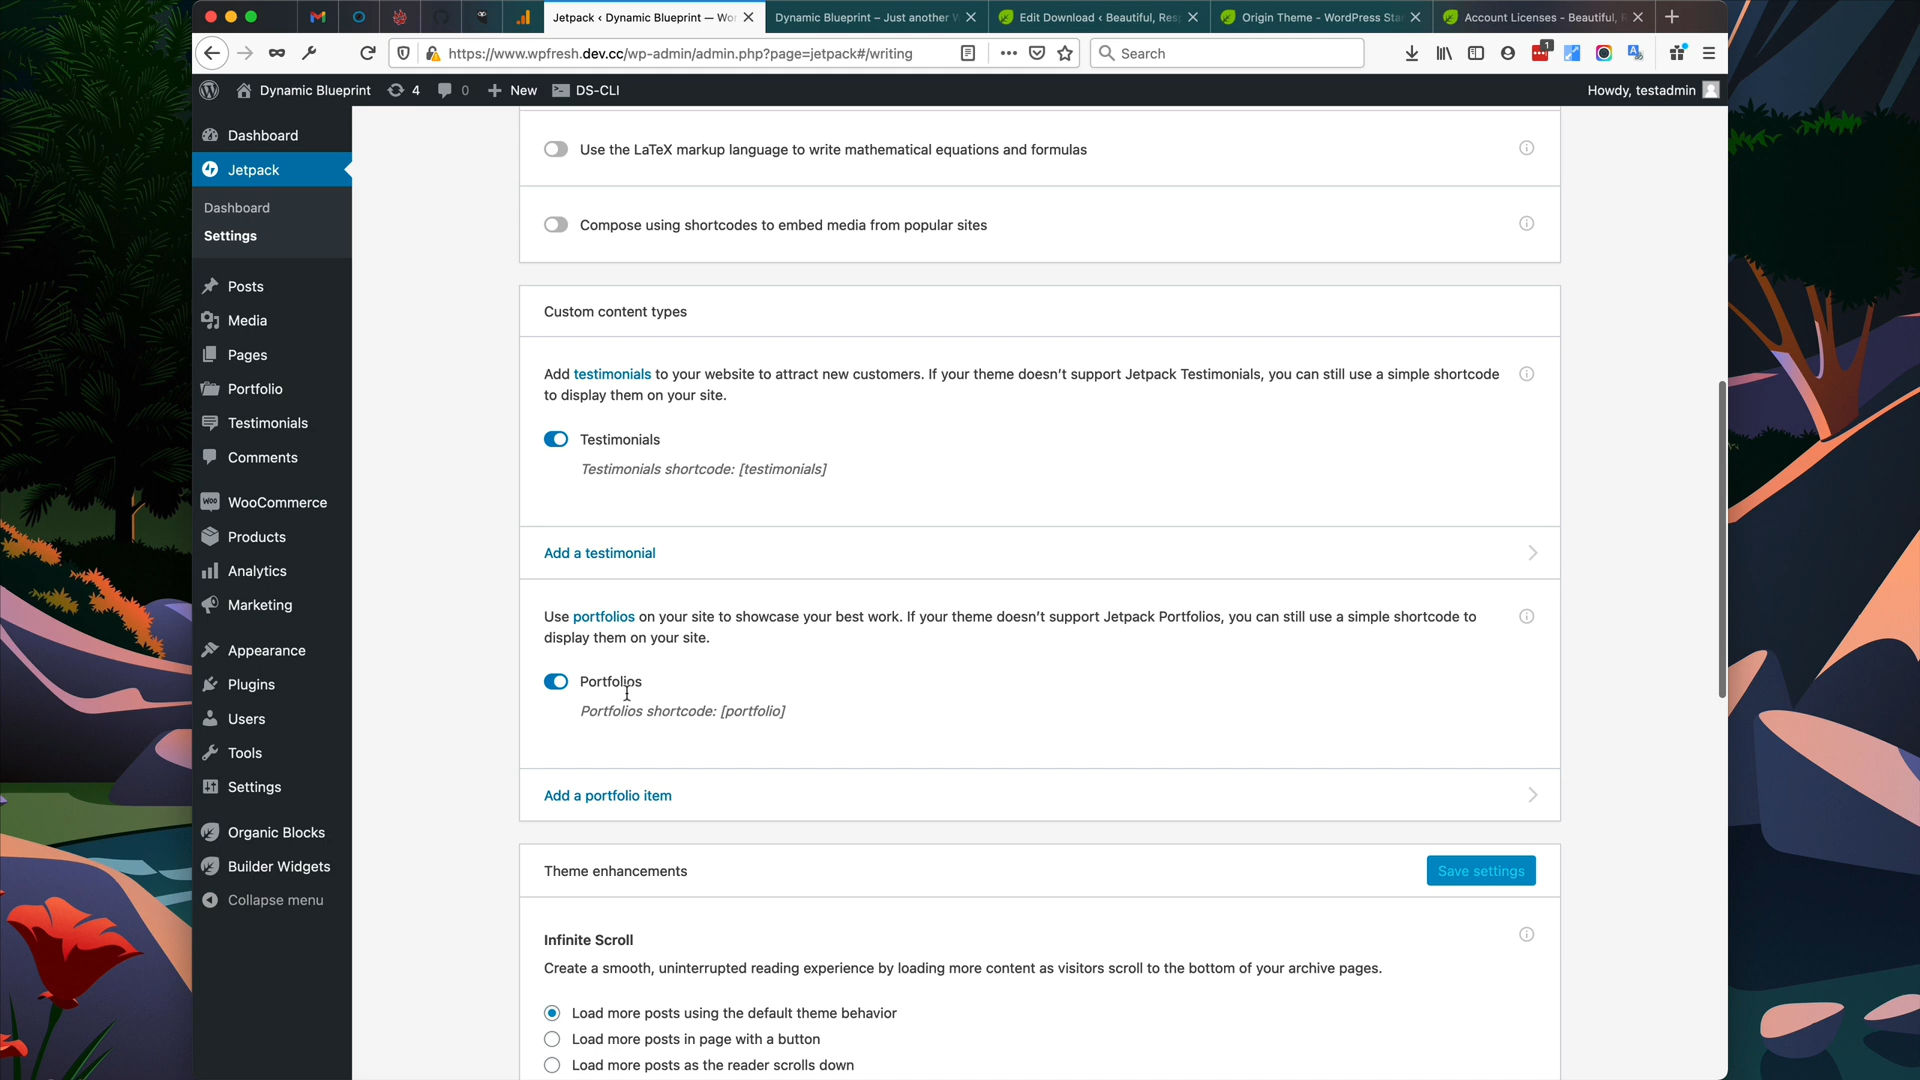 Jetpack ‹ Dynamic Blueprint — Wo
Dynamic Blueprint – Just another W
Edit Download ‹ Beautiful, Res
Origin Theme - WordPress Sta
Account Licenses - Beautiful, R
https://www.wpfresh.dev.cc/wp-admin/admin.php?page=jetpack#/writing
Search
1
Dynamic Blueprint
4
0
New
DS-CLI
Howdy, testadmin
Dashboard
Jetpack
Dashboard
Settings
Posts
Media
Pages
Portfolio
Testimonials
Comments
WooCommerce
Products
Analytics
Marketing
Appearance
Plugins
Users
Tools
Settings
Organic Blocks
Builder Widgets
Collapse menu
Use the LaTeX markup language to write mathematical equations and formulas
Compose using shortcodes to embed media from popular sites
Custom content types
Add testimonials to your website to attract new customers. If your theme doesn’t support Jetpack Testimonials, you can still use a simple shortcode
to display them on your site.
Testimonials
Testimonials shortcode: [testimonials]
Add a testimonial
Use portfolios on your site to showcase your best work. If your theme doesn’t support Jetpack Portfolios, you can still use a simple shortcode to
display them on your site.
Portfolios
Portfolios shortcode: [portfolio]
Add a portfolio item
Theme enhancements
Save settings
Infinite Scroll
Create a smooth, uninterrupted reading experience by loading more content as visitors scroll to the bottom of your archive pages.
Load more posts using the default theme behavior
Load more posts in page with a button
Load more posts as the reader scrolls down